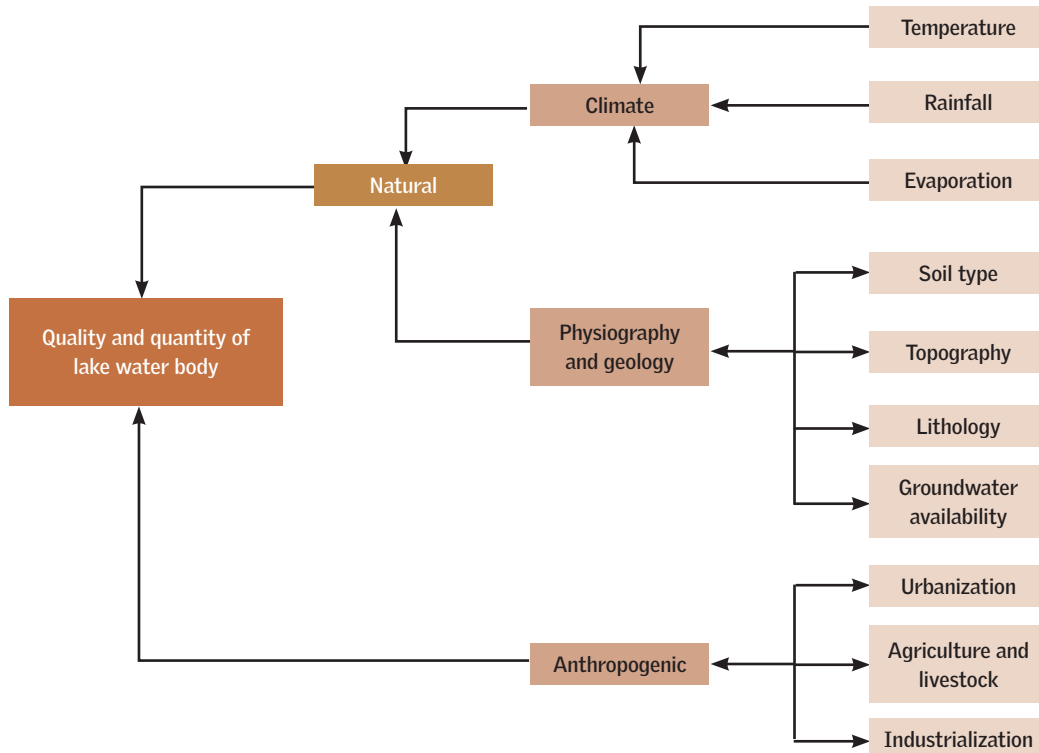 Temperature
Climate
Rainfall
Natural
Evaporation
Soil type
Quality and quantity of
lake water body
Physiography
and geology
Topography
Lithology
Groundwater
availability
Urbanization
Anthropogenic
Agriculture and
livestock
Industrialization